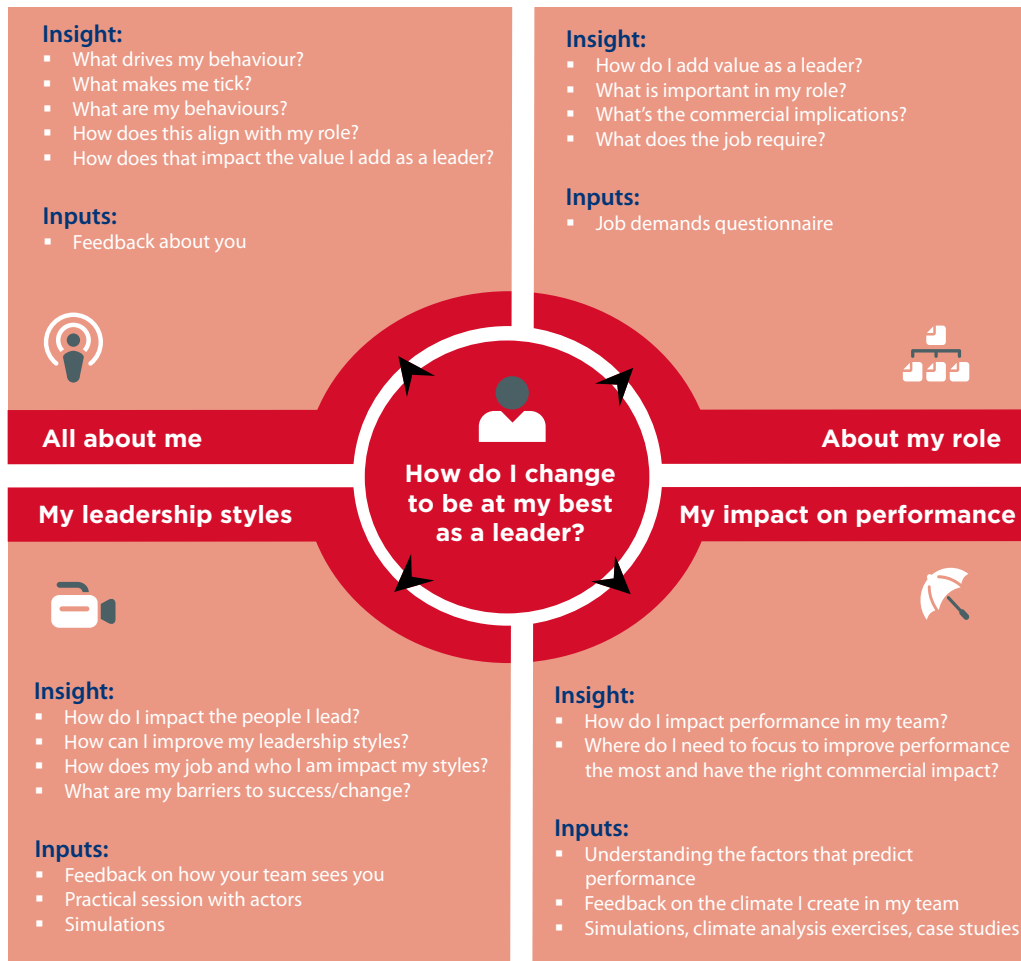 Insight:
▪ What drives my behaviour?
▪ What makes me tick?
▪ What are my behaviours?
▪ How does this align with my role?
▪ How does that impact the value I add as a leader?
Inputs:
▪ Feedback about you
All about me
Insight:
▪ How do I add value as a leader?
▪ What is important in my role?
▪ What's the commercial implications?
▪ What does the job require?
Inputs:
▪ Job demands questionnaire
About my role
How do I change
to be at my best
as a leader?
My leadership styles
Insight:
▪ How do I impact the people I lead?
▪ How can I improve my leadership styles?
▪ How does my job and who I am impact my styles?
▪ What are my barriers to success/change?
Inputs:
▪ Feedback on how your team sees you
▪ Practical session with actors
▪ Simulations
My impact on performance
Insight:
▪ How do I impact performance in my team?
▪ Where do I need to focus to improve performance
the most and have the right commercial impact?
Inputs:
▪ Understanding the factors that predict
performance
▪ Feedback on the climate I create in my team
▪ Simulations, climate analysis exercises, case studies